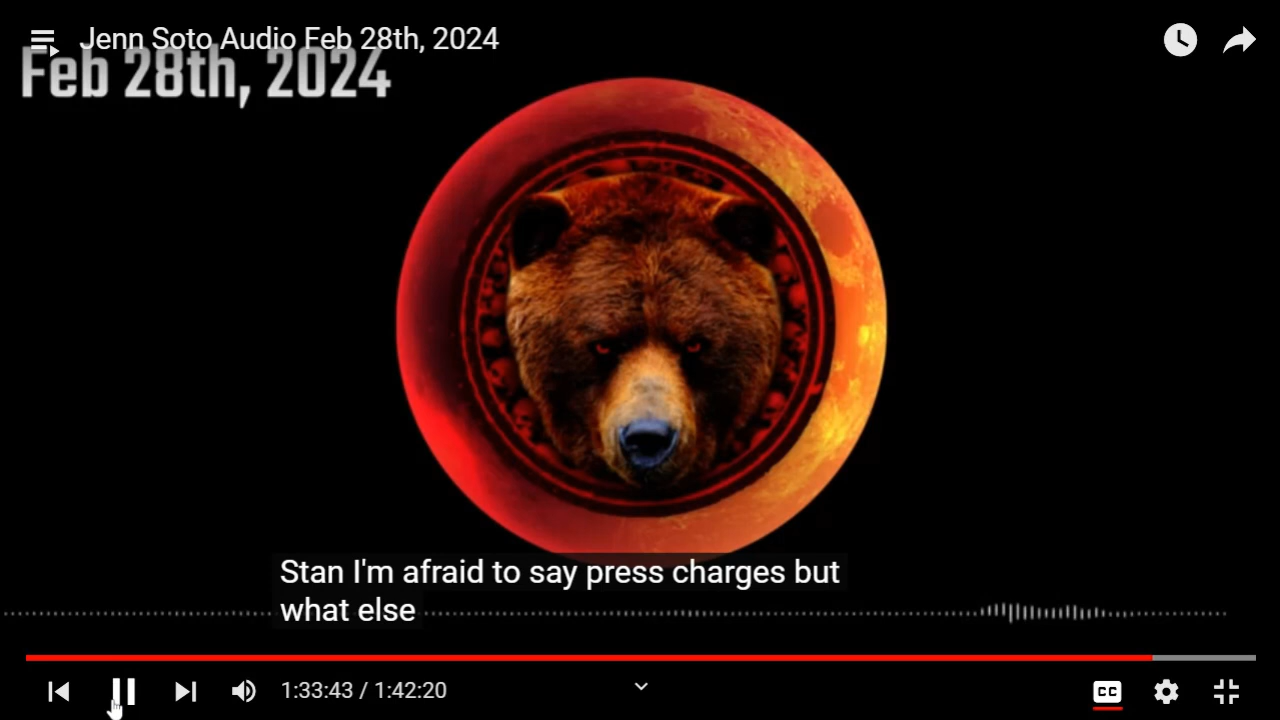 Jenn Soto Audio Feb 28th, 2024
Feb 28th, 2024
Stan I'm afraid to say press charges but
what else
1:33:43 / 1:42:20
CC